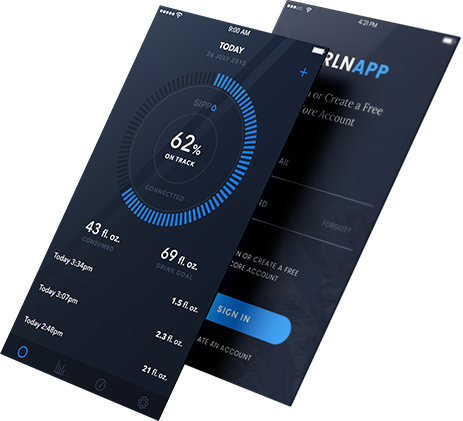 9:00 AM
TODAY
26 JULY 2015
+
SIPPO
62%
ON TRACK
CONNECTTED
43 fl. oz.
CONSUMED
69 fl. oz.
DRINK GOAL
Today 3:34pm
1.5 fl. oz.
Today 3:07pm
2.3 fl. oz.
Today 2:48pm
21 fl. oz.
4:21 PM
RLNAPP
n or Create a Free
ore Account
AIL
RD
FORGOT?
N OR CREATE A FREE
CORE ACCOUNT
SIGN IN
ATE AN ACCOUNT